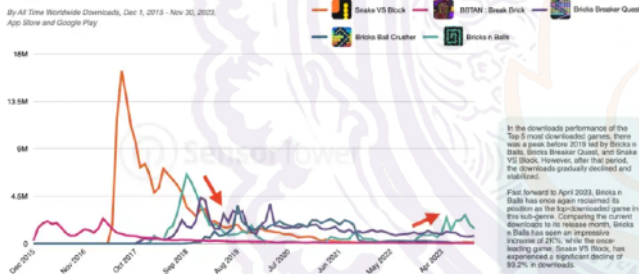 By All Time Worldwide Downloads, Dec 1, 2015 - Nov 30, 2023,
App Store and Google Play
Snake VS Block
BITTAN : Break Brick
Bricks Breaker Quest
Bricks Ball Crusher
Bricks n Balls
18M
13.5M
9M
4.5M
0
Dec 2015
Nov 2016
Oct 2017
Sep 2018
Aug 2019
Jul 2020
Jun 2021
May 2022
Apr 2023
In the downloads performance of the
Top 5 most downloaded games, there
was a peak before 2019 led by Bricks n
Balls, Bricks Breaker Quest, and Snake
VS Block. However, after that period,
the downloads gradually declined and
stabilized.
Fast forward to April 2023, Bricks n
Balls has once again reclaimed its
position as the top-downloaded game in
this sub-genre. Comparing the current
downloads to its release month, Bricks
n Balls has seen an impressive
increase of 2K%, while the once-
leading game, Snake VS Block, has
experienced a significant decline of
93.2% in downloads.